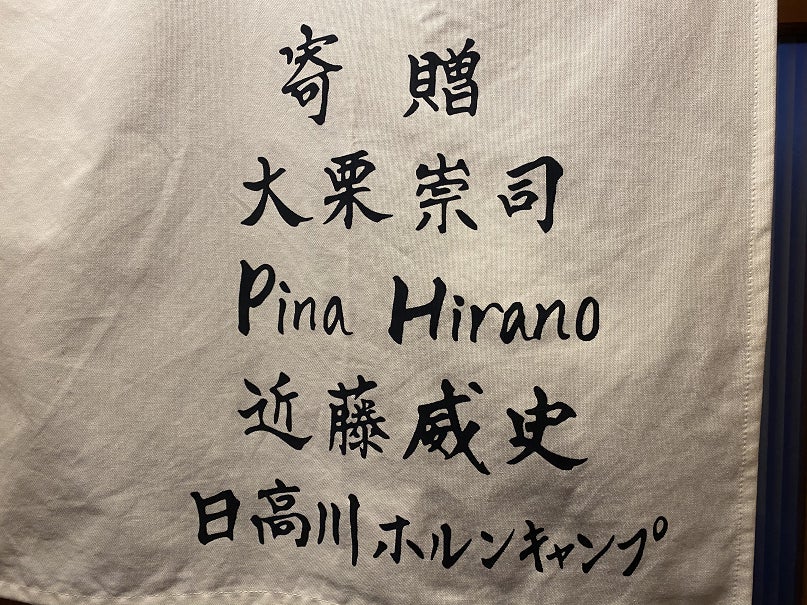 寄贈
大栗崇司
Pina Hirano
近藤威史
日高川ホルンキャンプ